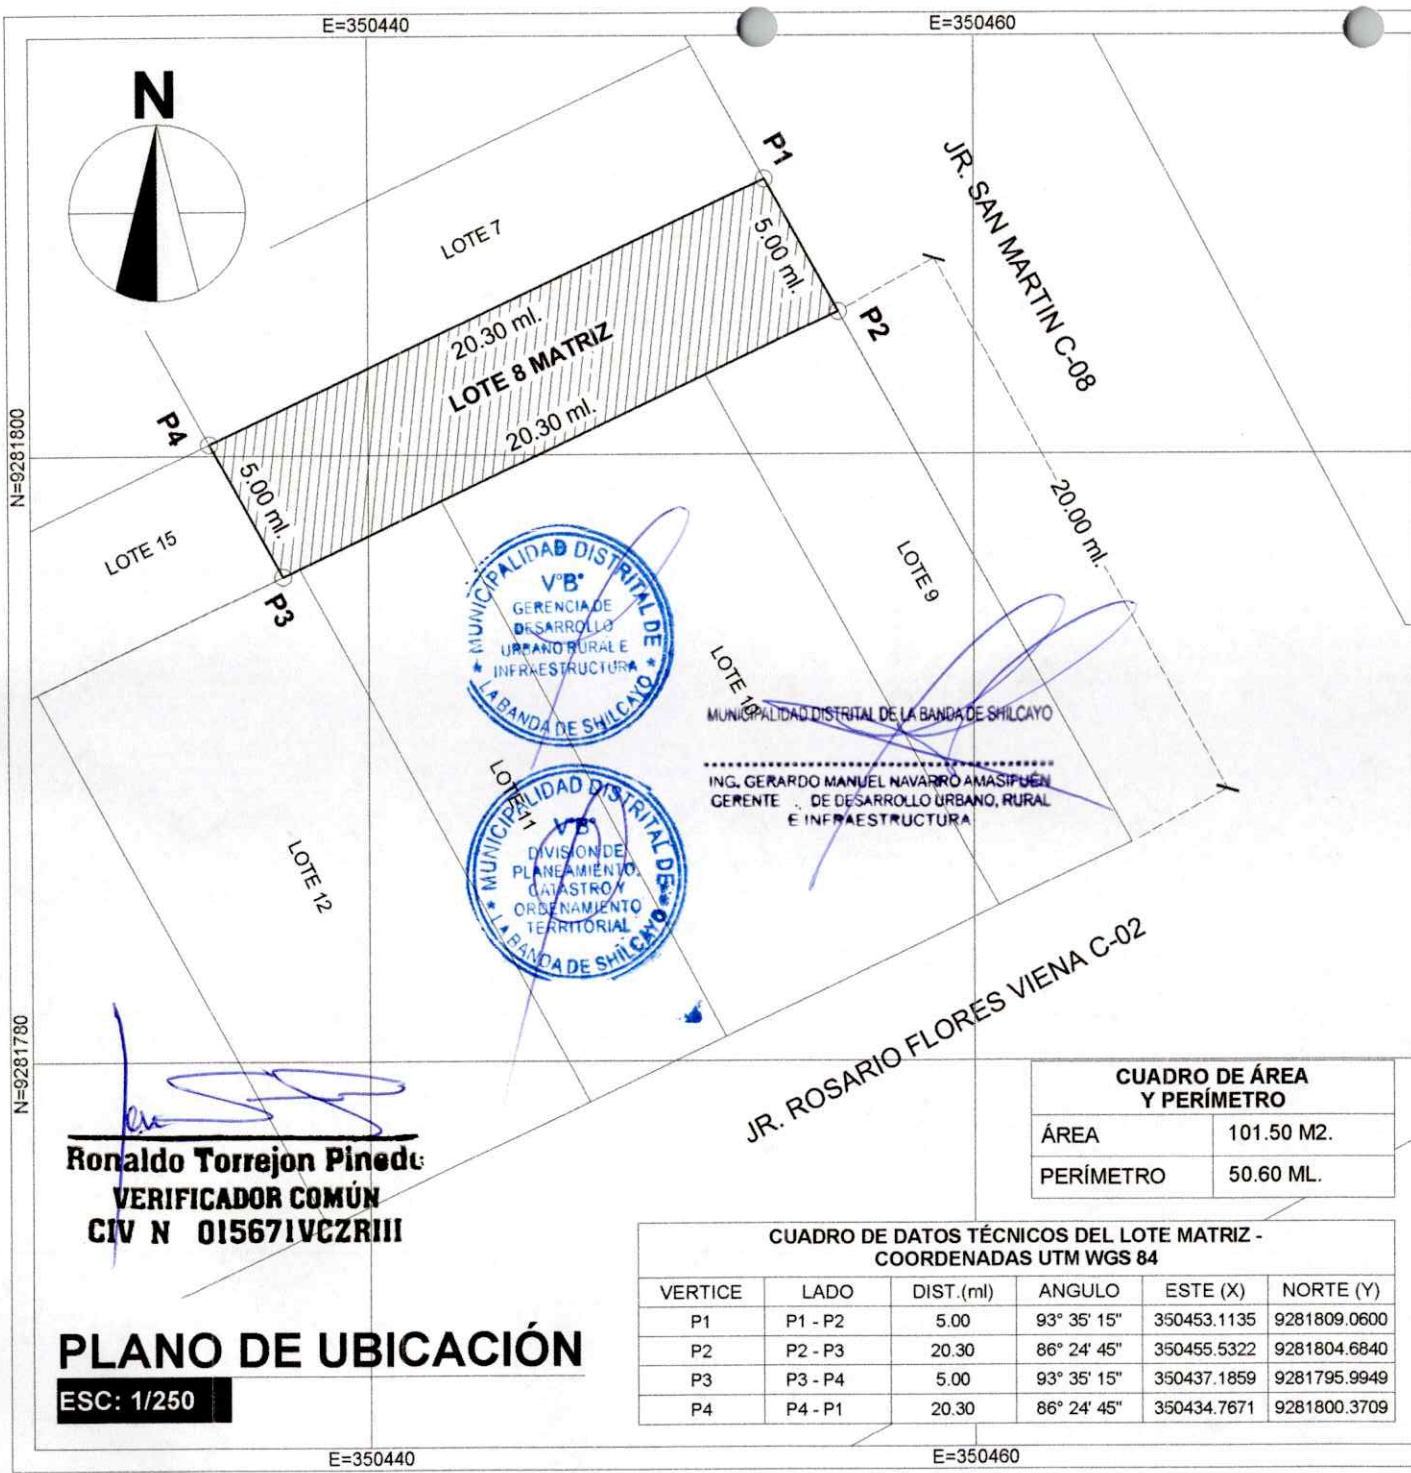 E=350440
E=350460
N
P1
JR. SAN MARTIN C-08
LOTE 7
5.00 ml.
P2
20.30 ml.
LOTE 8 MATRIZ
20.30 ml.
P4
N=9281800
5.00 ml.
LOTE 15
P3
20.00 ml.
LOTE 9
LOTE 10
LOTE 11
LOTE 12
MUNICIPALIDAD DISTRITAL DE
V°B°
GERENCIA DE
DESARROLLO
URBANO RURAL E
INFRAESTRUCTURA
LA BANDA DE SHILCAYO
MUNICIPALIDAD DISTRITAL DE LA BANDA DE SHILCAYO
ING. GERARDO MANUEL NAVARRO AMASIFUÉN
GERENTE DE DESARROLLO URBANO, RURAL
E INFRAESTRUCTURA
MUNICIPALIDAD DISTRITAL DE
V°B°
DIVISION DE
PLANEAMIENTO,
CATASTRO Y
ORDENAMIENTO
TERRITORIAL
LA BANDA DE SHILCAYO
JR. ROSARIO FLORES VIENA C-02
N=9281780
Ronaldo Torrejon Pinedo
VERIFICADOR COMÚN
CIV N 015671VCZRIII
CUADRO DE ÁREA
Y PERÍMETRO
ÁREA 101.50 M2.
PERÍMETRO 50.60 ML.
CUADRO DE DATOS TÉCNICOS DEL LOTE MATRIZ -
COORDENADAS UTM WGS 84
VERTICE LADO DIST.(ml) ANGULO ESTE (X) NORTE (Y)
P1 P1 - P2 5.00 93° 35' 15" 350453.1135 9281809.0600
P2 P2 - P3 20.30 86° 24' 45" 350455.5322 9281804.6840
P3 P3 - P4 5.00 93° 35' 15" 350437.1859 9281795.9949
P4 P4 - P1 20.30 86° 24' 45" 350434.7671 9281800.3709
PLANO DE UBICACIÓN
ESC: 1/250
E=350440
E=350460